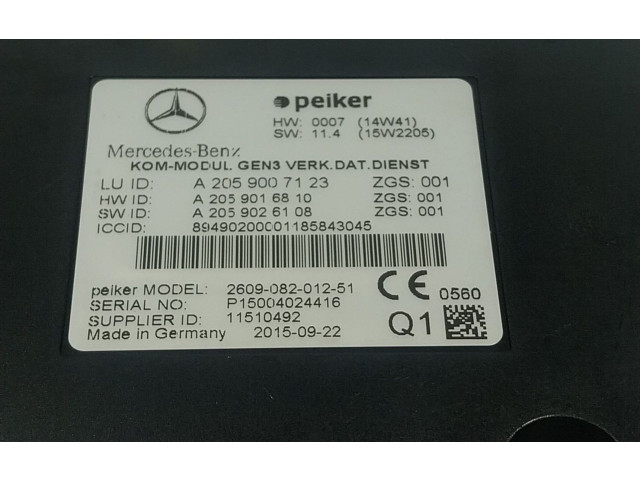 peiker
HW: 0007 (14W41)
SW: 11.4 (15W2205)
Mercedes-Benz
KOM-MODUL GEN3 VERK.DAT.DIENST
LU ID: A 205 900 71 23 ZGS: 001
HW ID: A 205 901 68 10 ZGS: 001
SW ID: A 205 902 61 08 ZGS: 001
ICCID: 89490200001185843045
peiker MODEL: 2609-082-012-51
SERIAL NO: P15004024416
SUPPLIER ID: 11510492
Made in Germany 2015-09-22
CE 0560
Q1